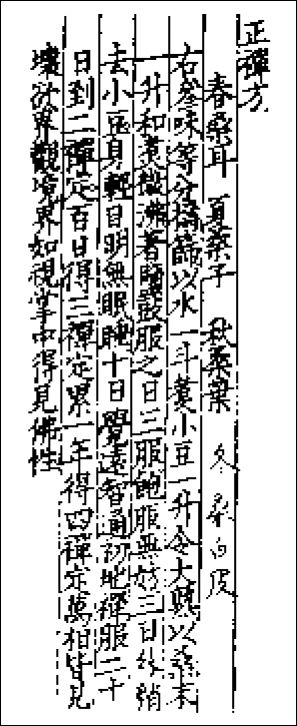 正禪方
春桑耳 夏桑子 秋桑葉 冬桑白皮
右叄味等分擣篩以水一斗煮小豆一升令大熟以藥末
一升和煮微沸著鹽豉服之日三服飽服無妨三日外稍
去小豆身輕目明無眠睡十日覺遠智通初地禪服二十
日到二禪定百日得三禪定累一年得四禪定萬相皆見
壞欲界觀境界如視掌中得見佛性